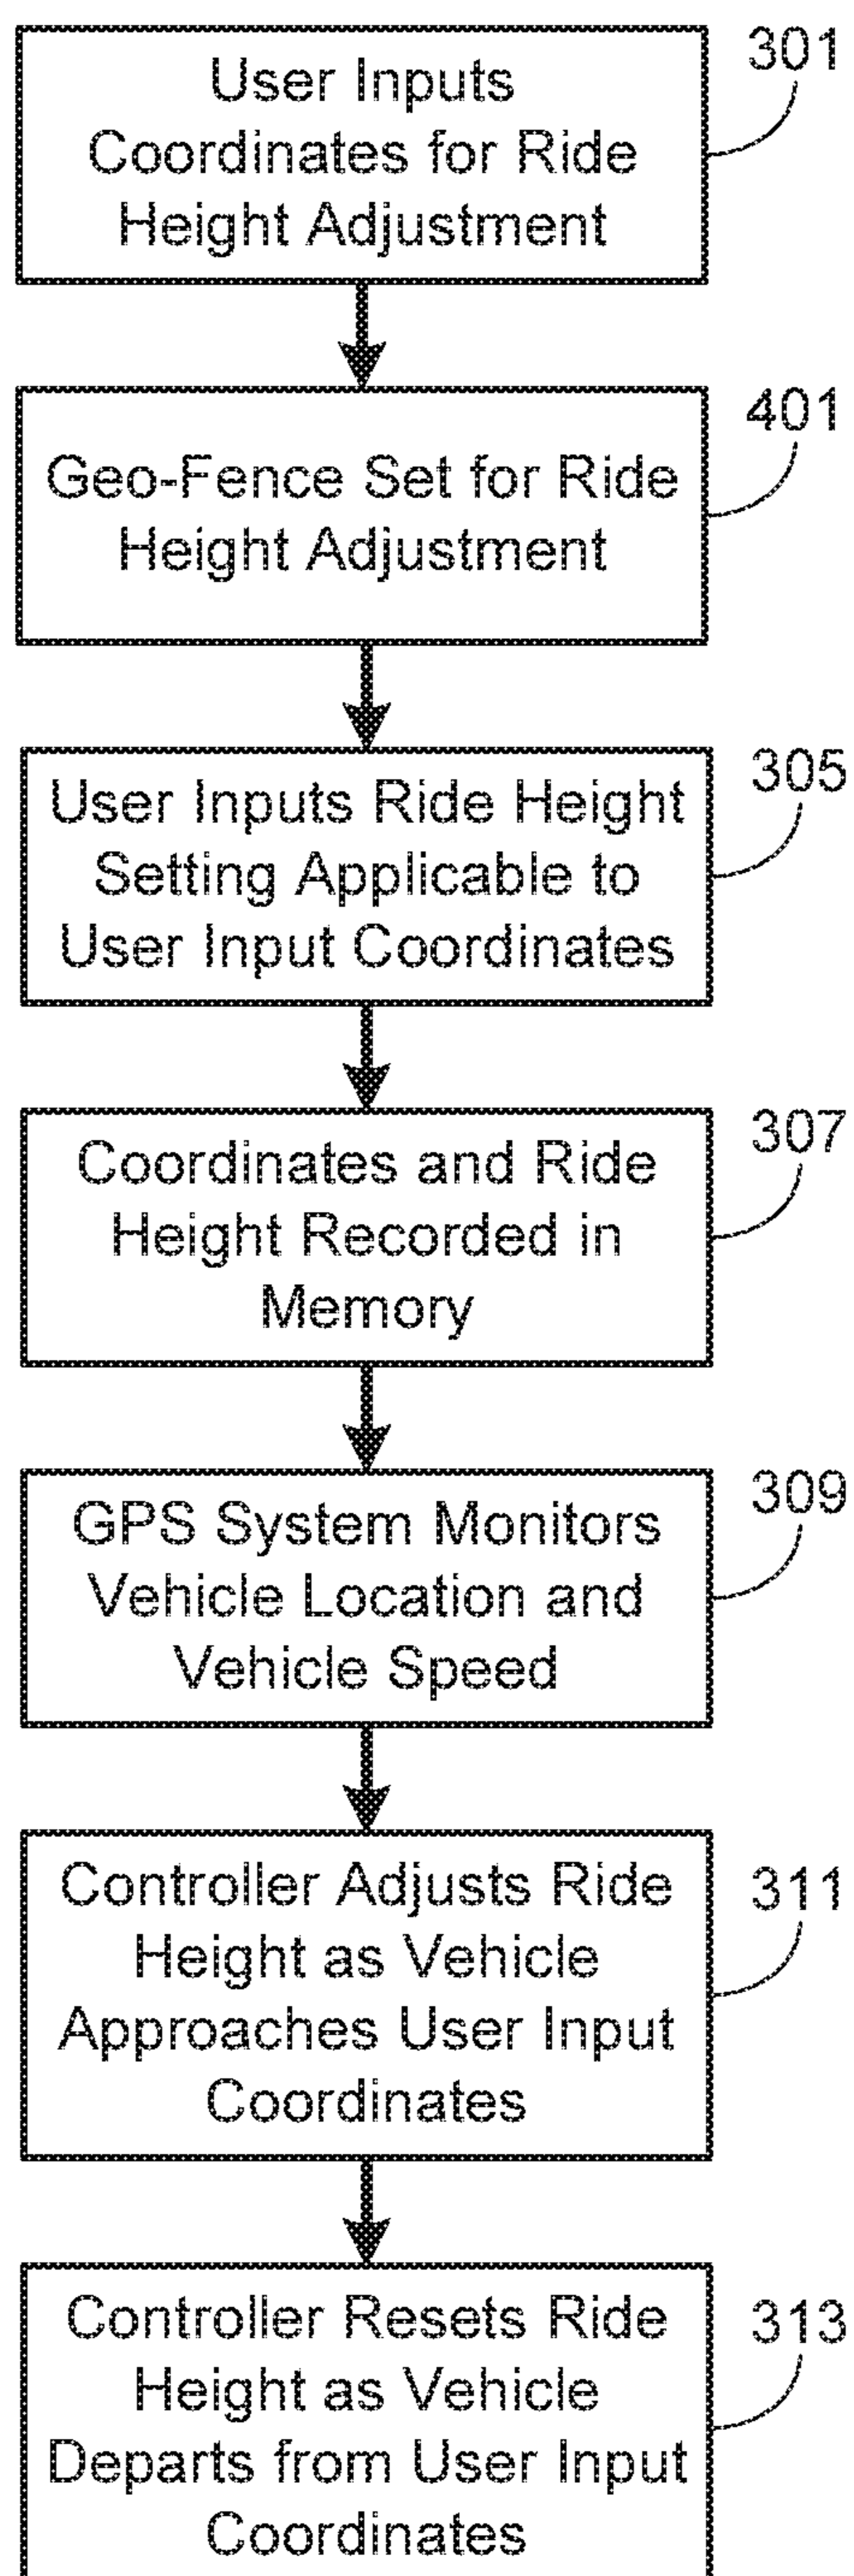 301
User Inputs
Coordinates for Ride
Height Adjustment
401
Geo-Fence Set for Ride
Height Adjustment
305
User Inputs Ride Height
Setting Applicable to
User Input Coordinates
307
Coordinates and Ride
Height Recorded in
Memory
309
GPS System Monitors
Vehicle Location and
Vehicle Speed
311
Controller Adjusts Ride
Height as Vehicle
Approaches User Input
Coordinates
313
Controller Resets Ride
Height as Vehicle
Departs from User Input
Coordinates